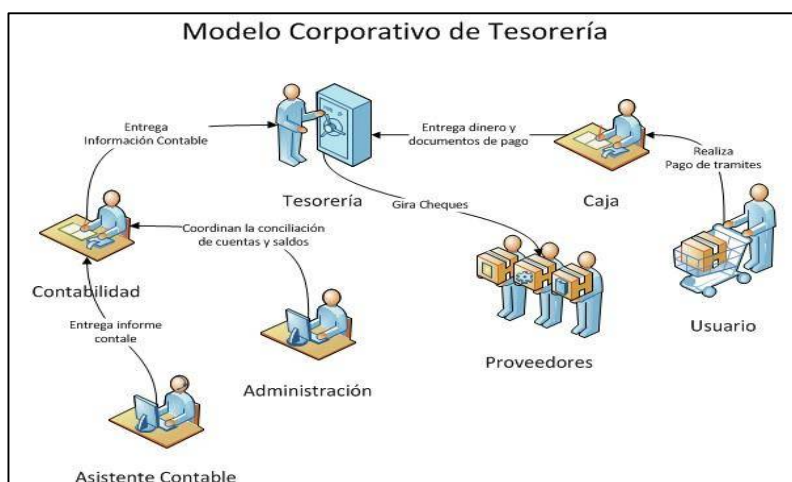 Modelo Corporativo de Tesorería
Entrega
Información Contable
Entrega dinero y
documentos de pago
Realiza
Pago de tramites
Tesorería
Gira Cheques
Caja
Coordinan la conciliación
de cuentas y saldos
Contabilidad
Entrega informe
contale
Usuario
Proveedores
Administración
Asistente Contable